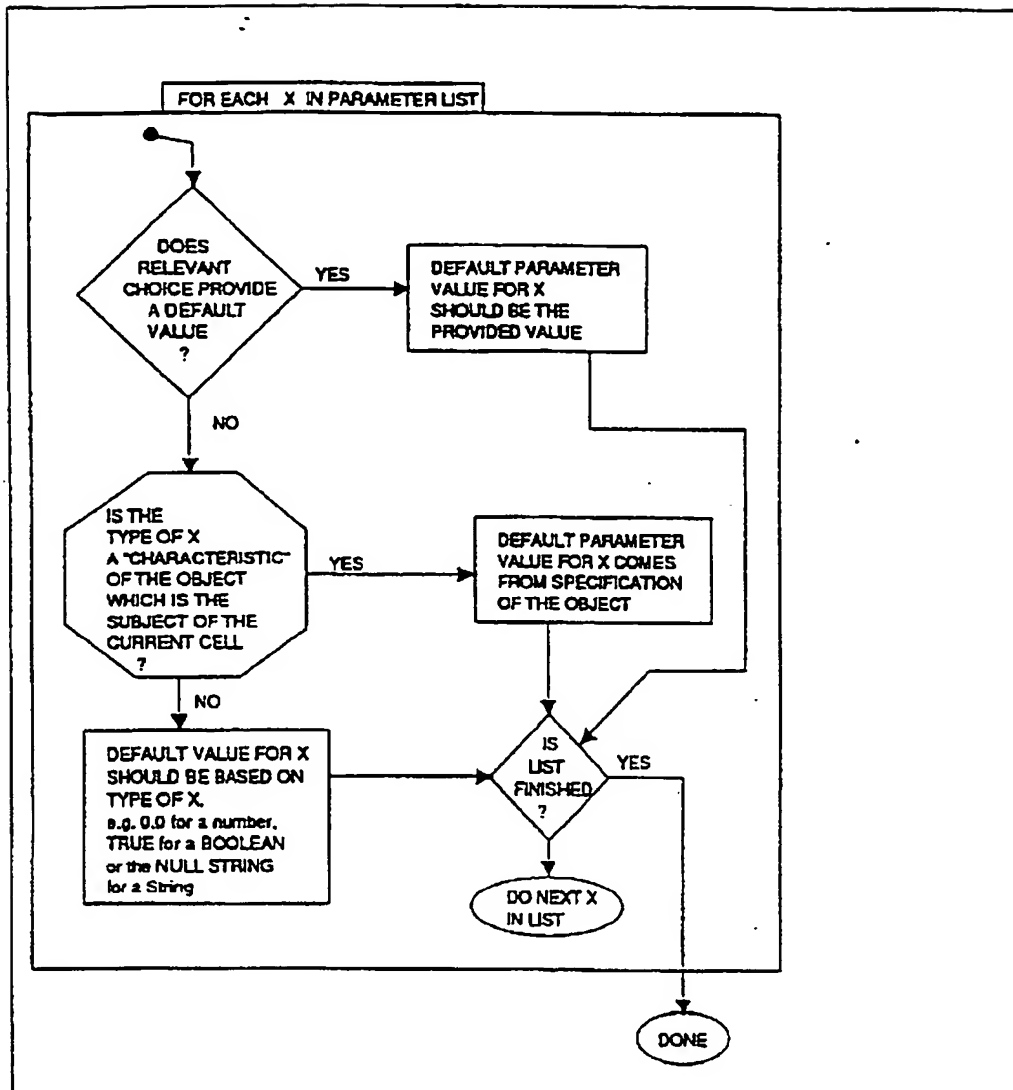 FOR EACH X IN PARAMETER LIST
DOES
RELEVANT
CHOICE PROVIDE
A DEFAULT
VALUE
?
YES
DEFAULT PARAMETER
VALUE FOR X
SHOULD BE THE
PROVIDED VALUE
NO
IS THE
TYPE OF X
A "CHARACTERISTIC"
OF THE OBJECT
WHICH IS THE
SUBJECT OF THE
CURRENT CELL
?
YES
DEFAULT PARAMETER
VALUE FOR X COMES
FROM SPECIFICATION
OF THE OBJECT
NO
DEFAULT VALUE FOR X
SHOULD BE BASED ON
TYPE OF X.
e.g. 0.0 for a number,
TRUE for a BOOLEAN
or the NULL STRING
for a String
IS
LIST
FINISHED
?
YES
DO NEXT X
IN LIST
DONE